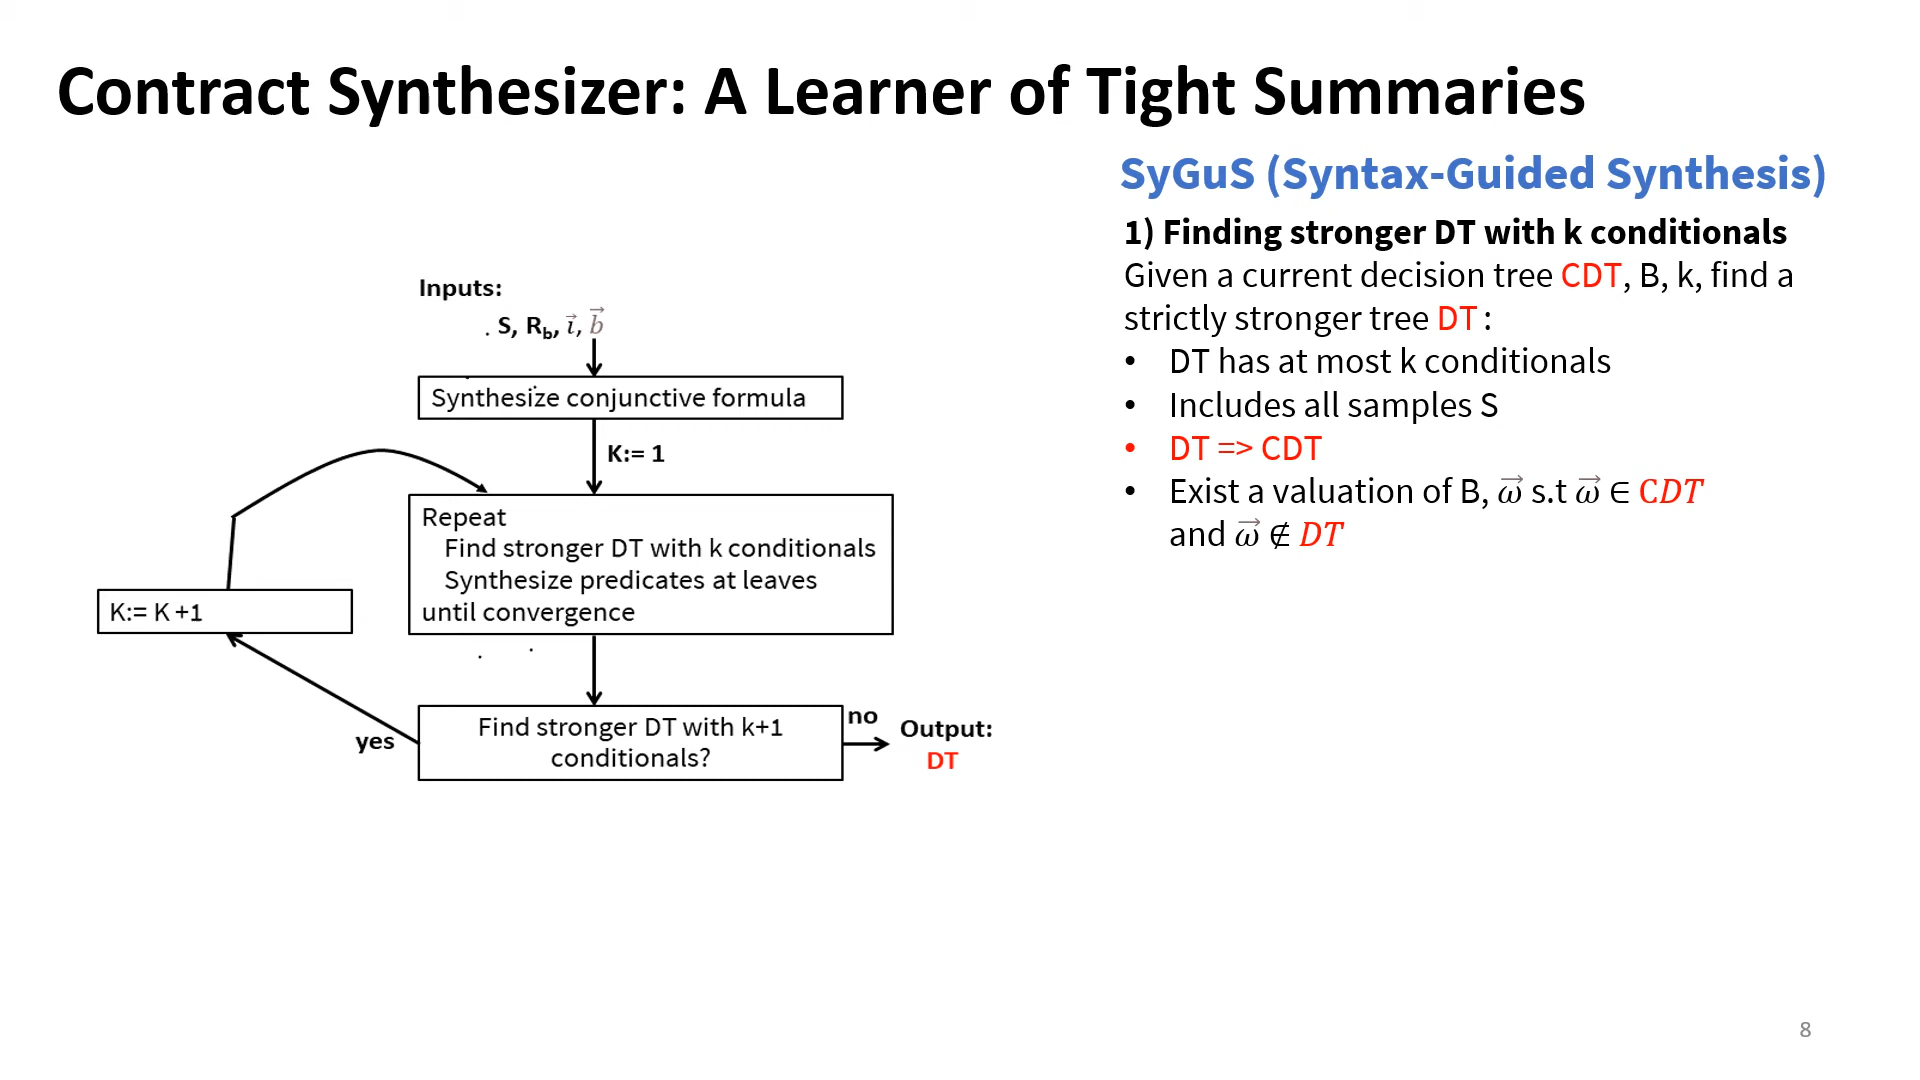 Contract Synthesizer: A Learner of Tight Summaries
SyGuS (Syntax-Guided Synthesis)
1) Finding stronger DT with k conditionals
Given a current decision tree CDT, B, k, find a
strictly stronger tree DT :
• DT has at most k conditionals
• Includes all samples S
• DT => CDT
• Exist a valuation of B, ω⃗ s.t ω⃗ ∈ CDT
and ω⃗ ∉ DT
Inputs:
. S, R_b, i⃗, b⃗
Synthesize conjunctive formula
K:= 1
Repeat
Find stronger DT with k conditionals
Synthesize predicates at leaves
until convergence
K:= K +1
Find stronger DT with k+1
conditionals?
yes
no
Output:
DT
8